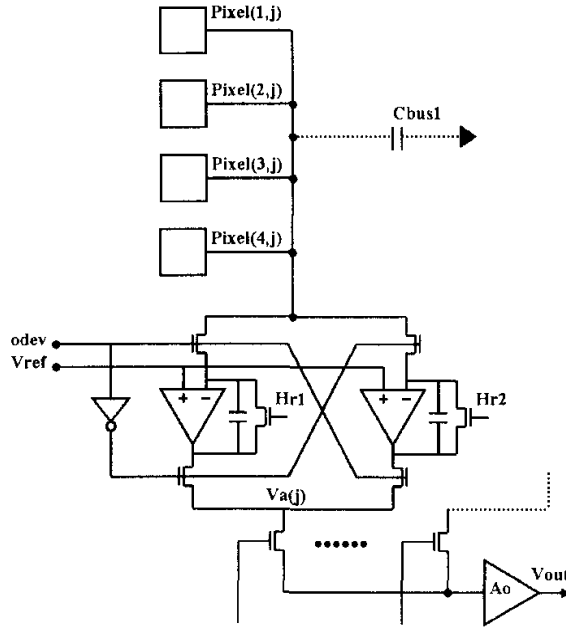 Pixel(1,j)
Pixel(2,j)
Cbus1
Pixel(3,j)
Pixel(4,j)
odev
Vref
+ −
Hr1
+ −
Hr2
Va(j)
Ao
Vout